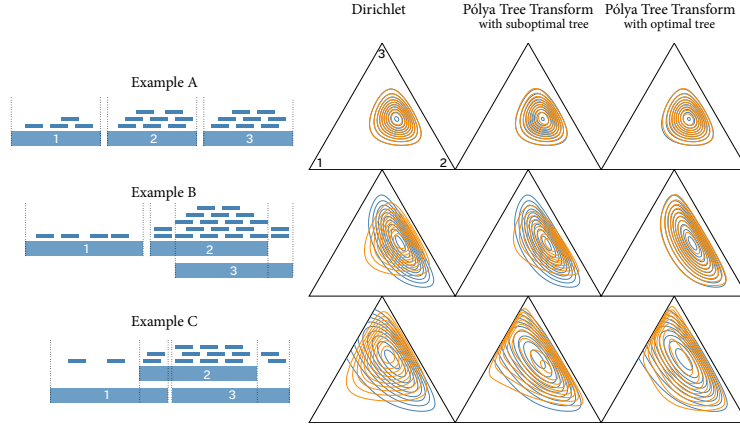 Dirichlet
Pólya Tree Transform
with suboptimal tree
Pólya Tree Transform
with optimal tree
Example A
1 2 3
3
1 2
Example B
1 2
3
Example C
2
1 3